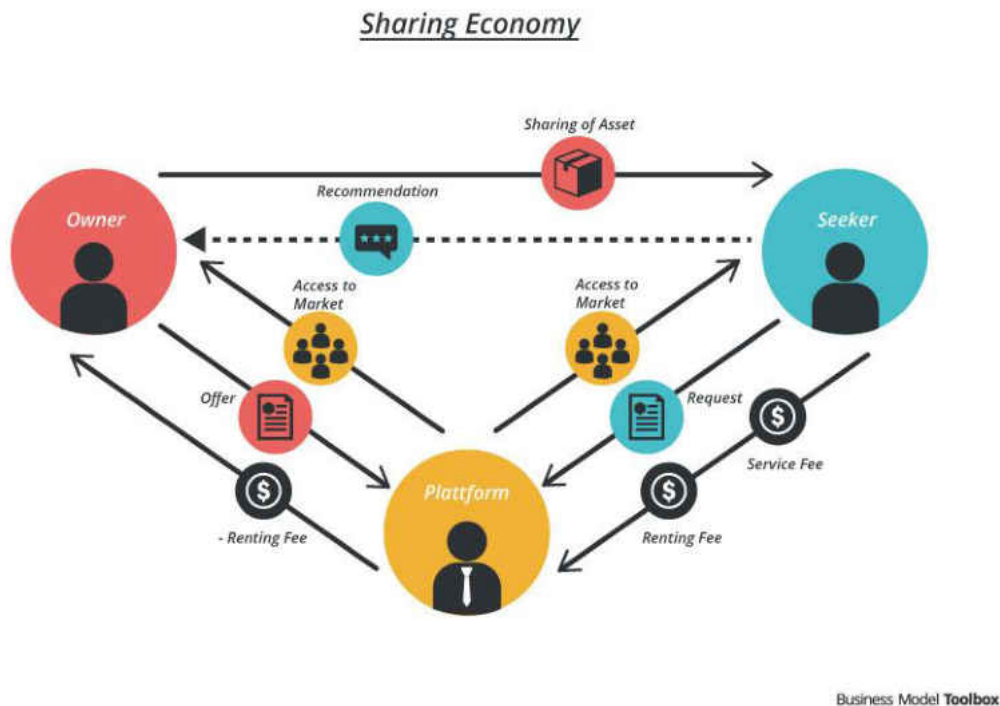 Sharing Economy
Sharing of Asset
Recommendation
Owner
Seeker
Access to
Market
Access to
Market
Offer
Request
Service Fee
Plattform
- Renting Fee
Renting Fee
Business Model Toolbox